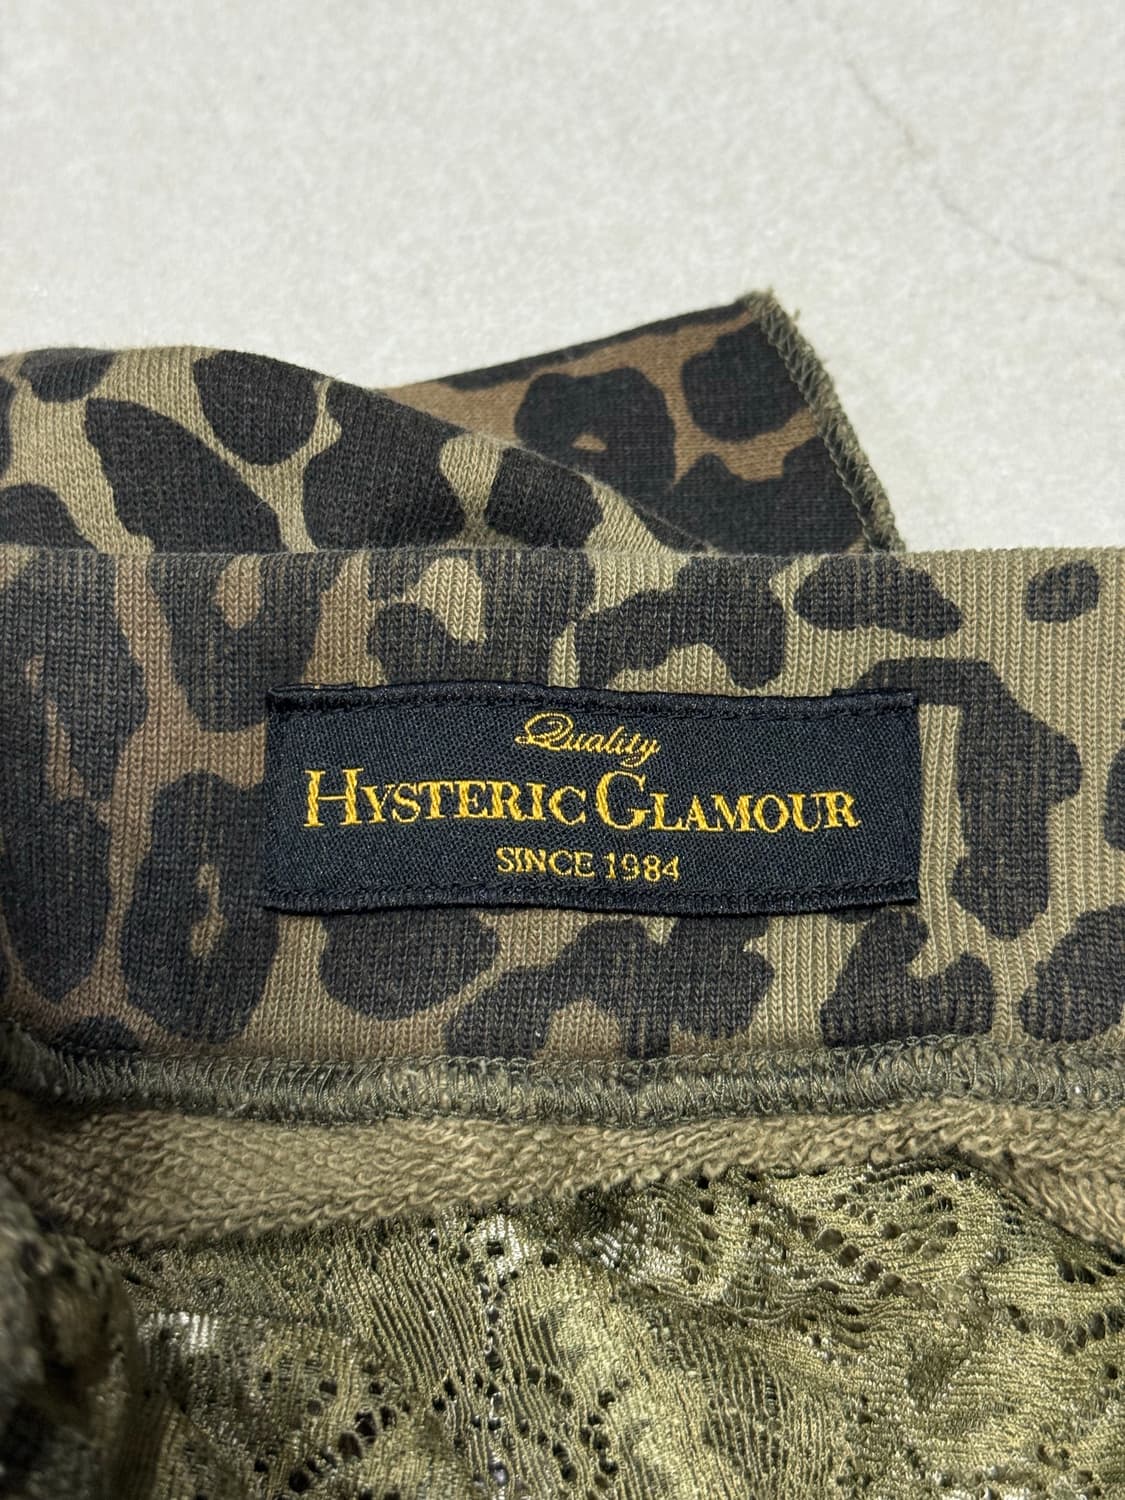 Quality
HYSTERIC GLAMOUR
SINCE 1984